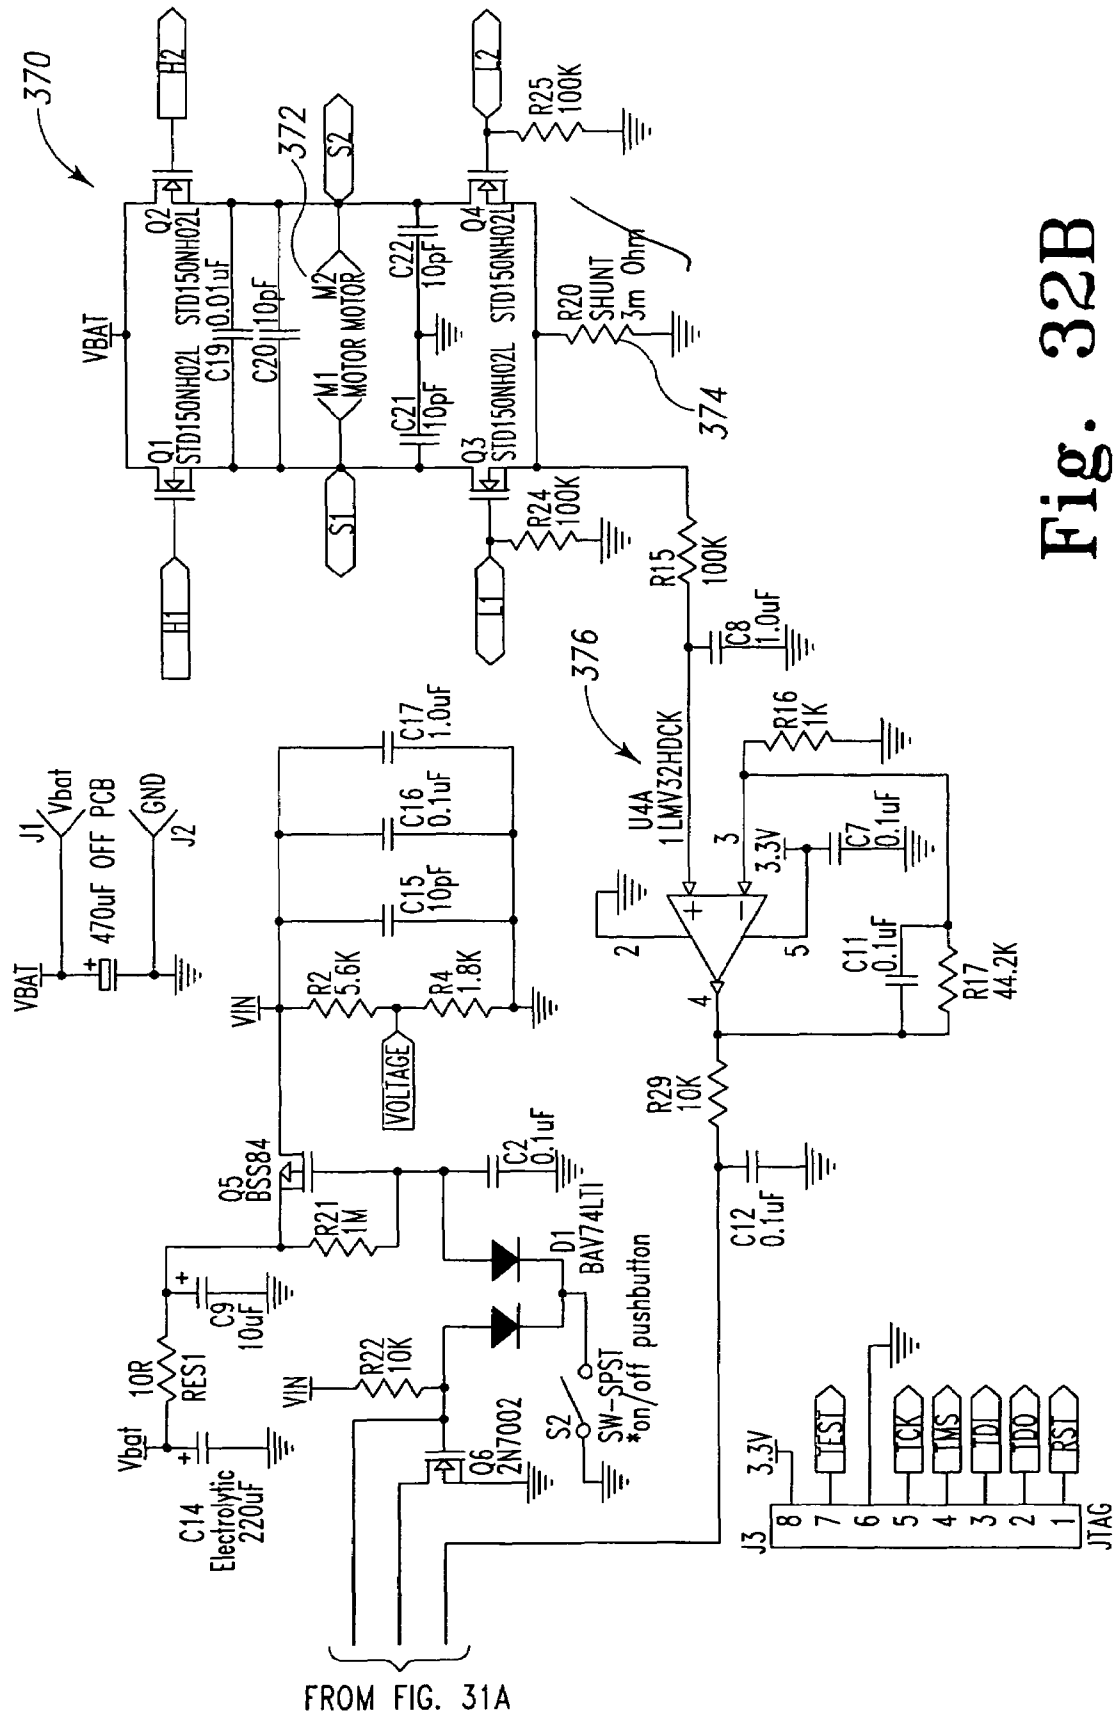 370
H2
L2
R25
100K
Q2
STD150NH02L
372
S2
Q4
STD150NH02L
VBAT
C19
0.01uF
C20
10pF
M2
MOTOR
C22
10pF
R20
SHUNT
3m Ohm
M1
MOTOR
C21
10pF
374
Q1
STD150NH02L
Q3
STD150NH02L
H1
S1
L1
R24
100K
R15
100K
C8
1.0uF
376
J1
Vbat
VBAT
470uF OFF PCB
+
GND
J2
C17
1.0uF
C16
0.1uF
C15
10pF
VIN
R2
5.6K
R4
1.8K
VOLTAGE
U4A
1 LMV32HDCK
R16
1K
3
3.3V
C7
0.1uF
2
5
+
–
4
C11
0.1uF
R17
44.2K
R29
10K
C12
0.1uF
Q5
BSS84
R21
1M
C2
0.1uF
D1
BAV74LTI
10R
RES1
+
C9
10uF
Vbat
+
C14
Electrolytic
220uF
VIN
R22
10K
Q6
2N7002
S2
SW-SPST
*on/off pushbutton
FROM FIG. 31A
J3
8
3.3V
7
TEST
6
5
TCK
4
TMS
3
TDI
2
TDO
1
RST
JTAG
Fig. 32B